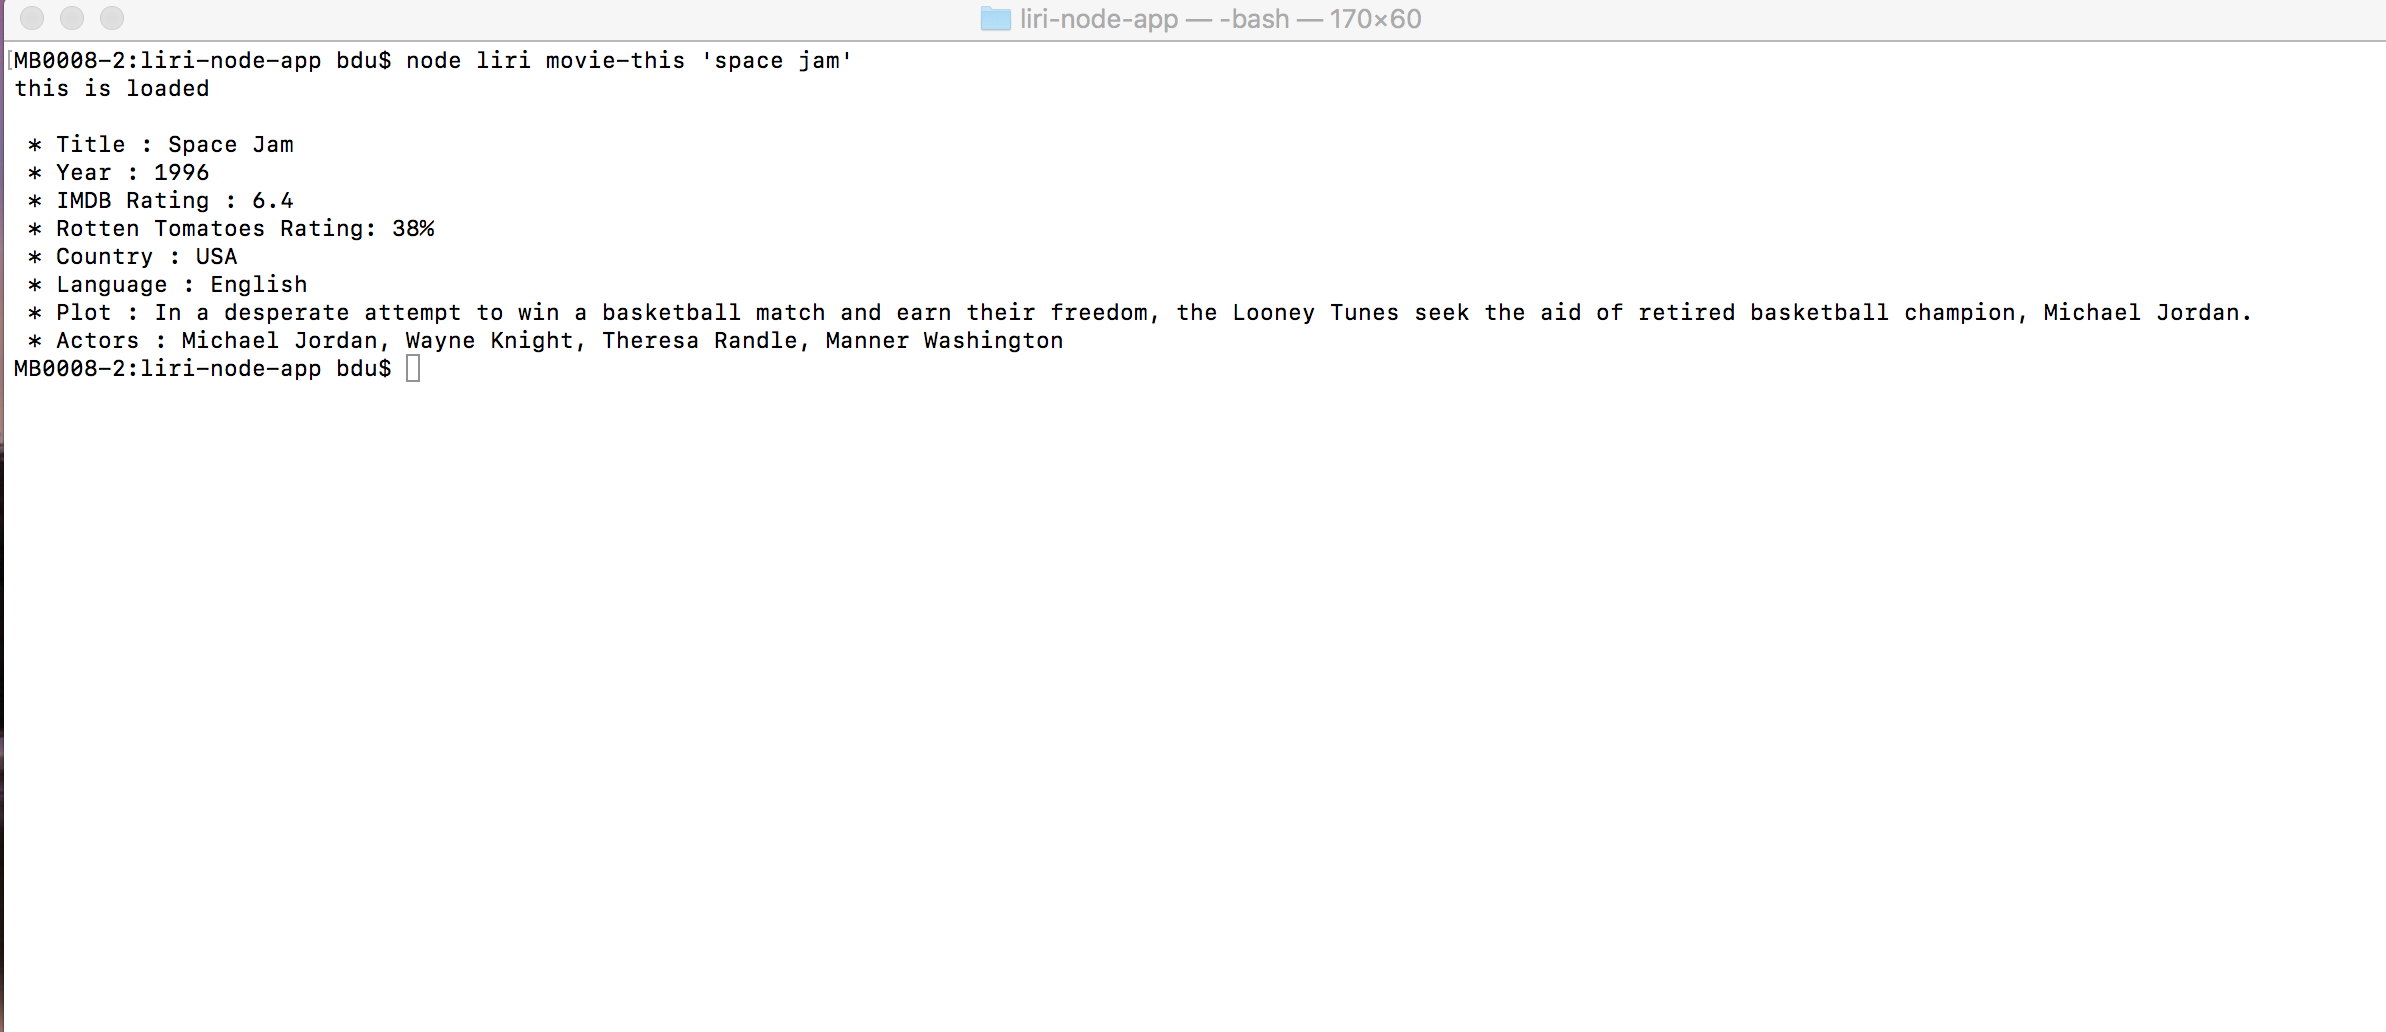 liri-node-app — -bash — 170×60
MB0008-2:liri-node-app bdu$ node liri movie-this 'space jam'
this is loaded
* Title : Space Jam
* Year : 1996
* IMDB Rating : 6.4
* Rotten Tomatoes Rating: 38%
* Country : USA
* Language : English
* Plot : In a desperate attempt to win a basketball match and earn their freedom, the Looney Tunes seek the aid of retired basketball champion, Michael Jordan.
* Actors : Michael Jordan, Wayne Knight, Theresa Randle, Manner Washington
MB0008-2:liri-node-app bdu$